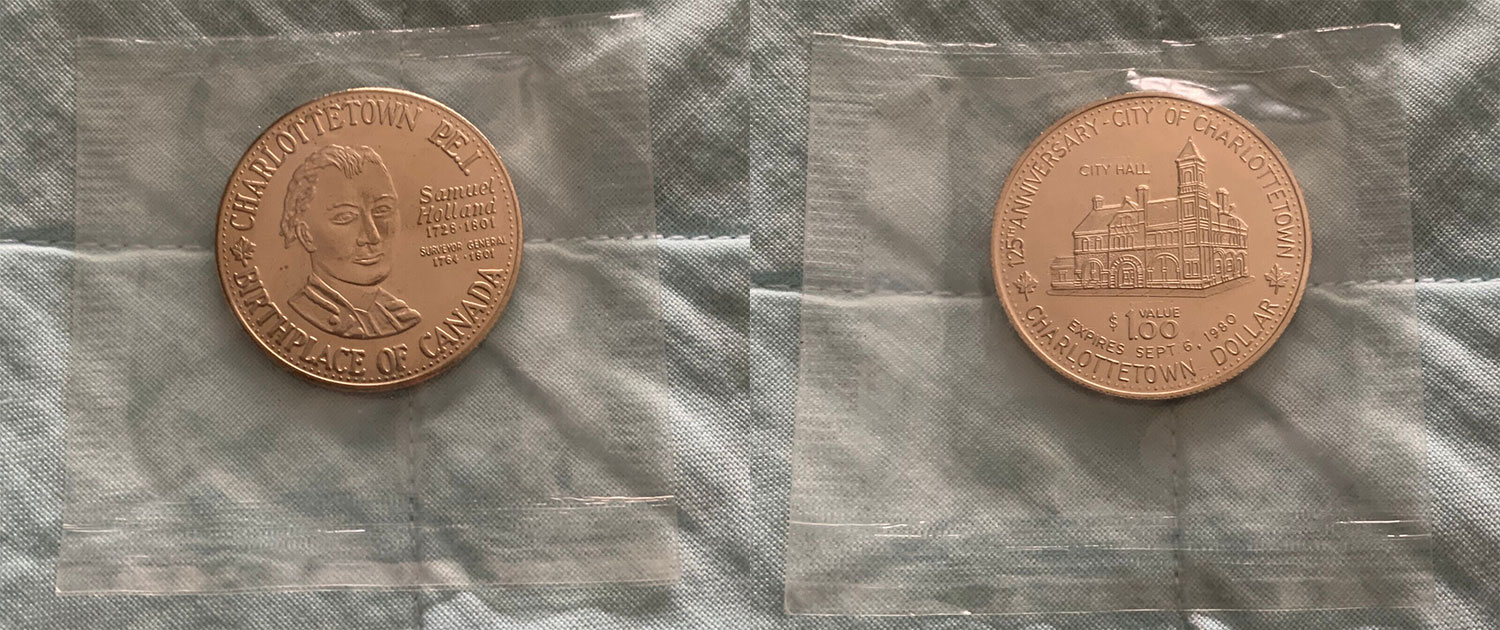 CHARLOTTETOWN P.E.I
Samuel
Holland
1728·1801
SURVEYOR GENERAL
1764·1801
BIRTHPLACE OF CANADA
125TH ANNIVERSARY-CITY OF CHARLOTTETOWN
CITY HALL
$ 1.00 VALUE
EXPIRES SEPT 6, 1980
CHARLOTTETOWN DOLLAR